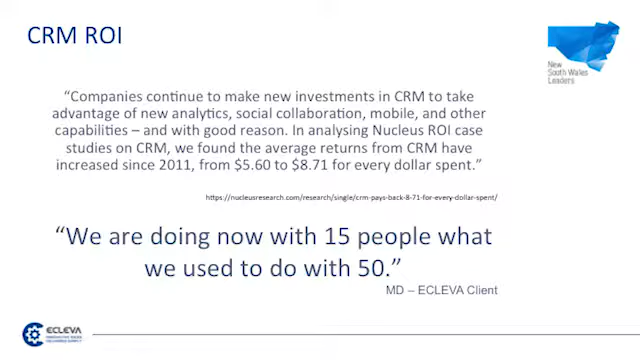 CRM ROI
New
South Wales
Leaders
“Companies continue to make new investments in CRM to take
advantage of new analytics, social collaboration, mobile, and other
capabilities – and with good reason. In analysing Nucleus ROI case
studies on CRM, we found the average returns from CRM have
increased since 2011, from $5.60 to $8.71 for every dollar spent.”
https://nucleusresearch.com/research/single/crm-pays-back-8-71-for-every-dollar-spent/
“We are doing now with 15 people what
we used to do with 50.”
MD – ECLEVA Client
ECLEVA